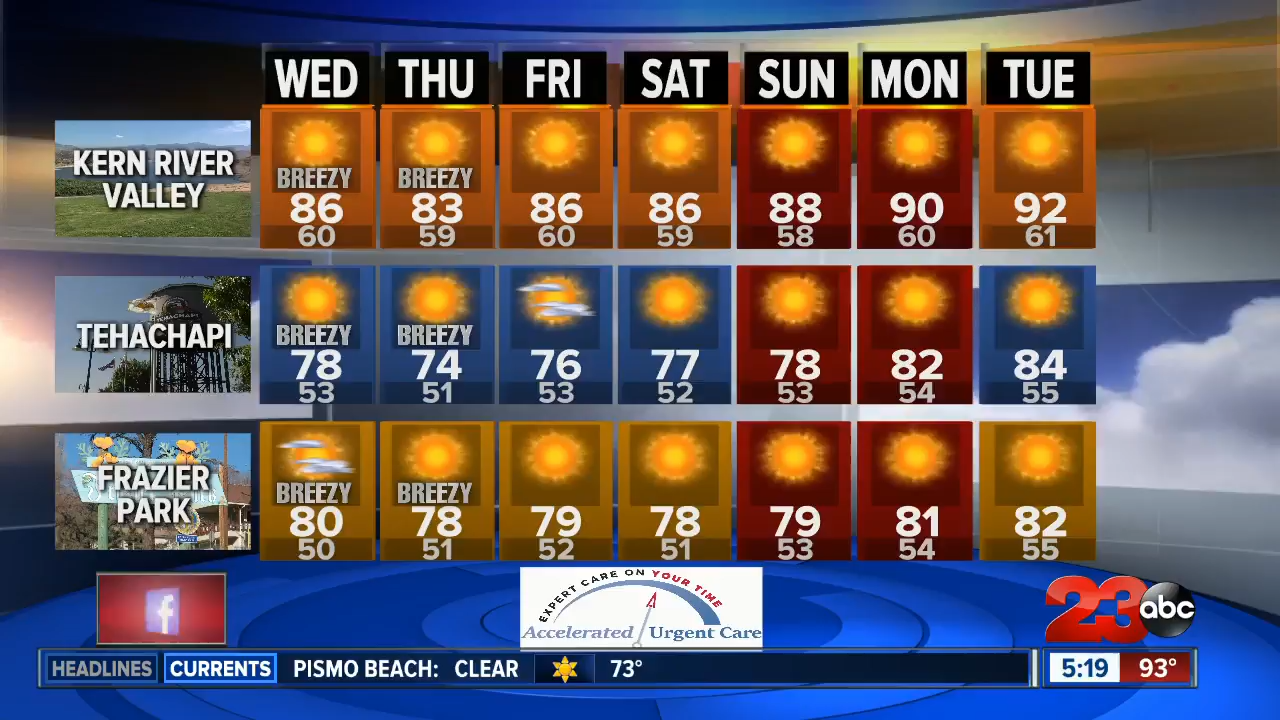 WED THU FRI SAT SUN MON TUE
KERN RIVER
VALLEY
BREEZY BREEZY
86 83 86 86 88 90 92
60 59 60 59 58 60 61
TEHACHAPI
BREEZY BREEZY
78 74 76 77 78 82 84
53 51 53 52 53 54 55
FRAZIER
PARK
BREEZY BREEZY
80 78 79 78 79 81 82
50 51 52 51 53 54 55
f
EXPERT CARE ON YOUR TIME
Accelerated Urgent Care
23 abc
HEADLINES CURRENTS PISMO BEACH: CLEAR 73° 5:19 93°